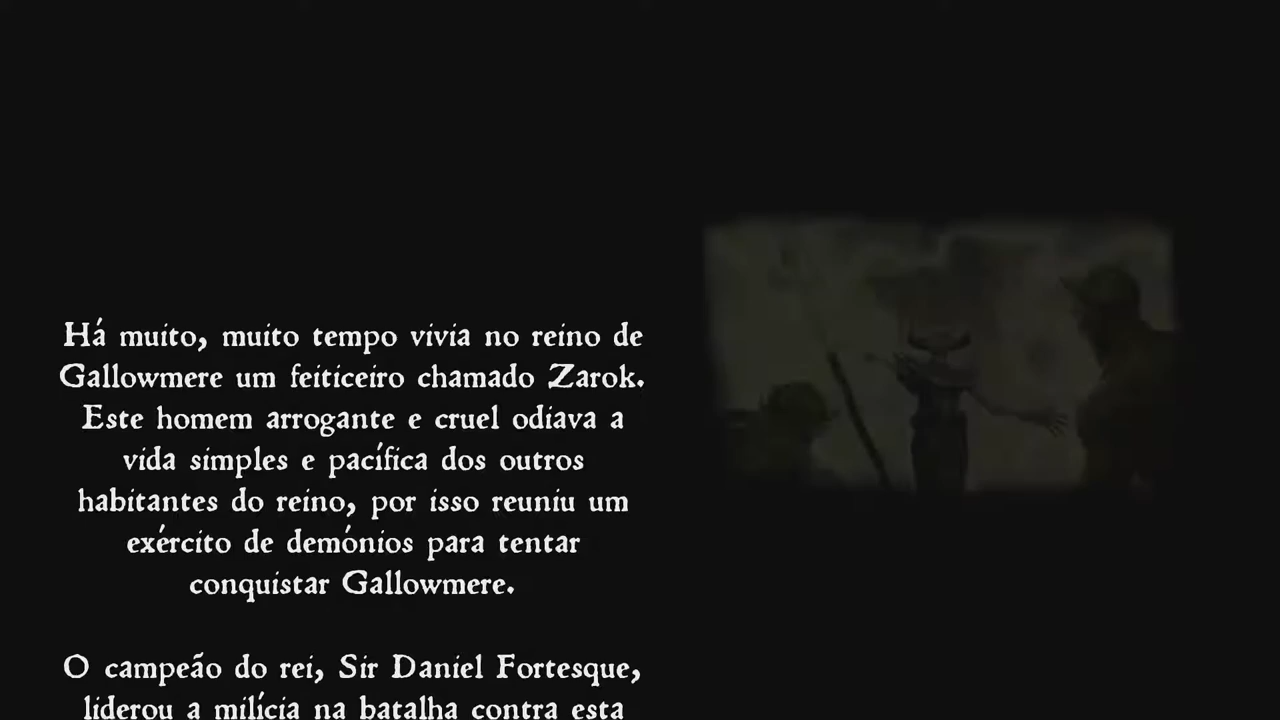 Há muito, muito tempo vivia no reino de
Gallowmere um feiticeiro chamado Zarok.
Este homem arrogante e cruel odiava a
vida simples e pacífica dos outros
habitantes do reino, por isso reuniu um
exército de demónios para tentar
conquistar Gallowmere.
O campeão do rei, Sir Daniel Fortesque,
liderou a milícia na batalha contra esta